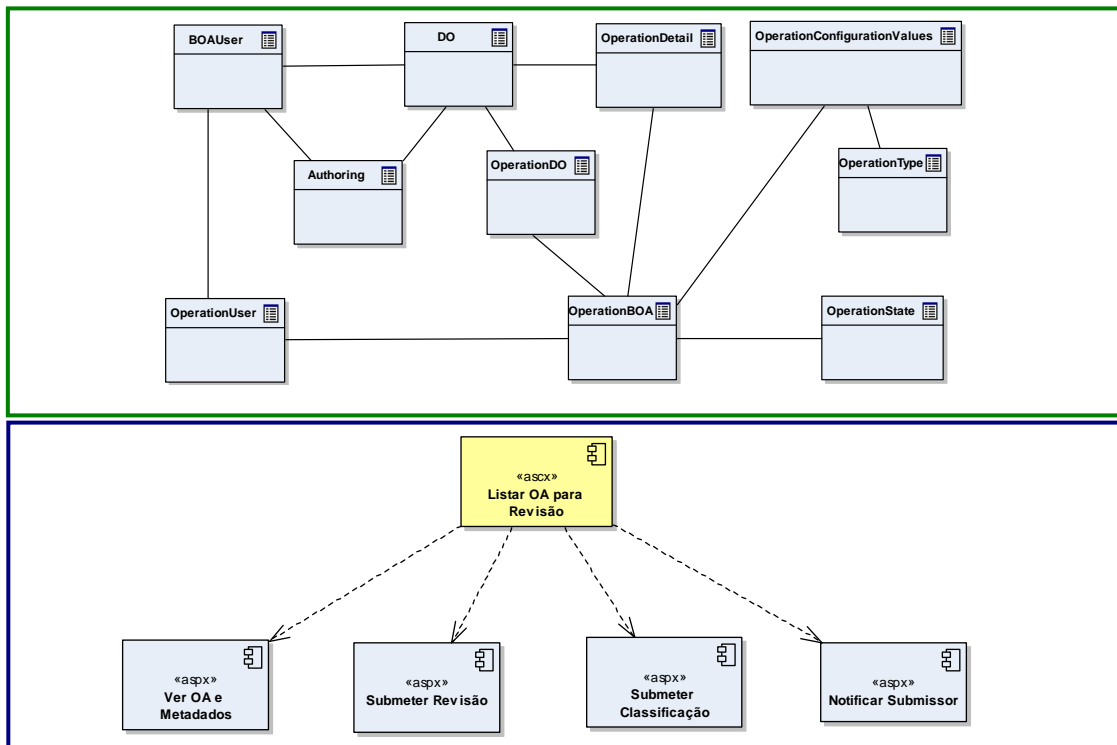 BOAUser
DO
OperationDetail
OperationConfigurationValues
Authoring
OperationDO
OperationType
OperationUser
OperationBOA
OperationState
«ascx»
Listar OA para
Revisão
«aspx»
Ver OA e
Metadados
«aspx»
Submeter Revisão
«aspx»
Submeter
Classificação
«aspx»
Notificar Submissor